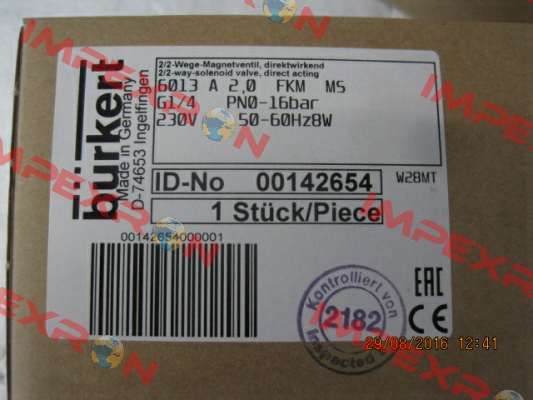 bürkert
Made in Germany
D-74653 Ingelfingen
2/2-Wege-Magnetventil, direktwirkend
2/2-way-solenoid valve, direct acting
6013 A 2,0 FKM MS
G1/4 PN0-16bar
230V 50-60Hz8W
ID-No 00142654
W28MT
1 Stück/Piece
00142654000001
Kontrolliert von
2182
Inspected
EAC
CE
29/08/2016 12:41
IMPEXRON